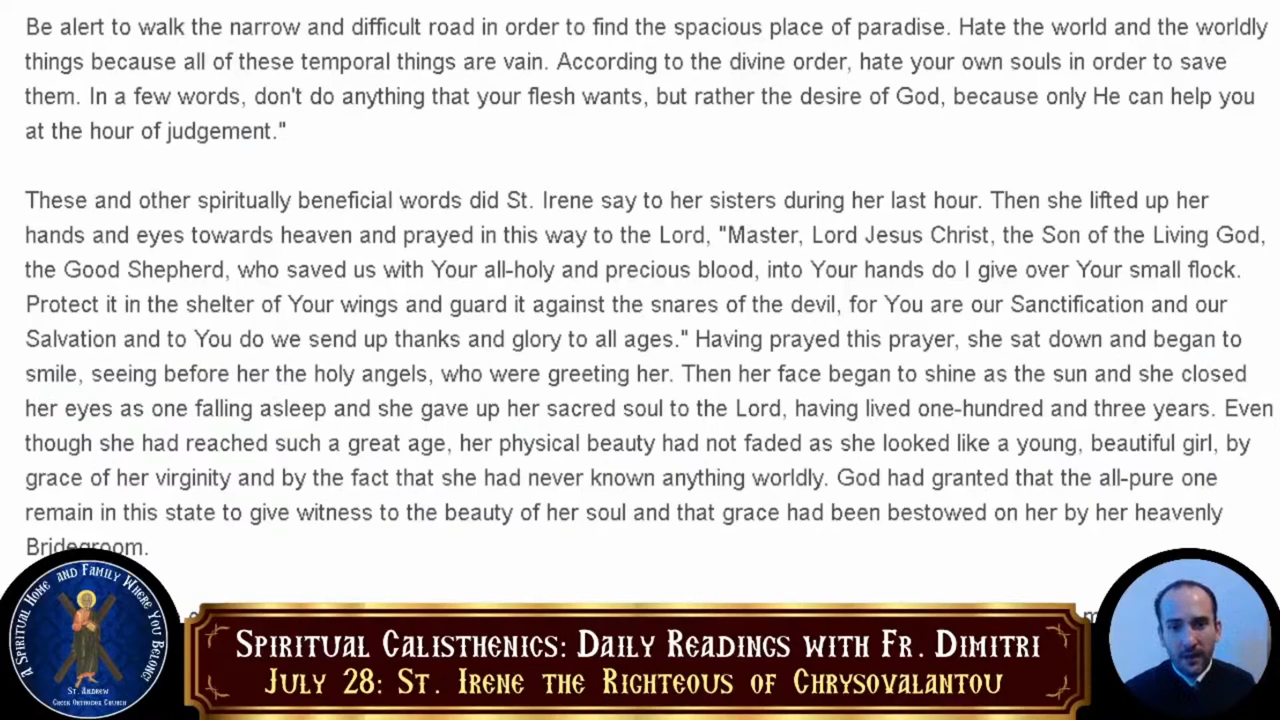 Be alert to walk the narrow and difficult road in order to find the spacious place of paradise. Hate the world and the worldly
things because all of these temporal things are vain. According to the divine order, hate your own souls in order to save
them. In a few words, don't do anything that your flesh wants, but rather the desire of God, because only He can help you
at the hour of judgement."
These and other spiritually beneficial words did St. Irene say to her sisters during her last hour. Then she lifted up her
hands and eyes towards heaven and prayed in this way to the Lord, "Master, Lord Jesus Christ, the Son of the Living God,
the Good Shepherd, who saved us with Your all-holy and precious blood, into Your hands do I give over Your small flock.
Protect it in the shelter of Your wings and guard it against the snares of the devil, for You are our Sanctification and our
Salvation and to You do we send up thanks and glory to all ages." Having prayed this prayer, she sat down and began to
smile, seeing before her the holy angels, who were greeting her. Then her face began to shine as the sun and she closed
her eyes as one falling asleep and she gave up her sacred soul to the Lord, having lived one-hundred and three years. Even
though she had reached such a great age, her physical beauty had not faded as she looked like a young, beautiful girl, by
grace of her virginity and by the fact that she had never known anything worldly. God had granted that the all-pure one
remain in this state to give witness to the beauty of her soul and that grace had been bestowed on her by her heavenly
Bridegroom.
A Spiritual Home and Family Where You Belong!
St. Andrew
Greek Orthodox Church
Spiritual Calisthenics: Daily Readings with Fr. Dimitri
July 28: St. Irene the Righteous of Chrysovalantou